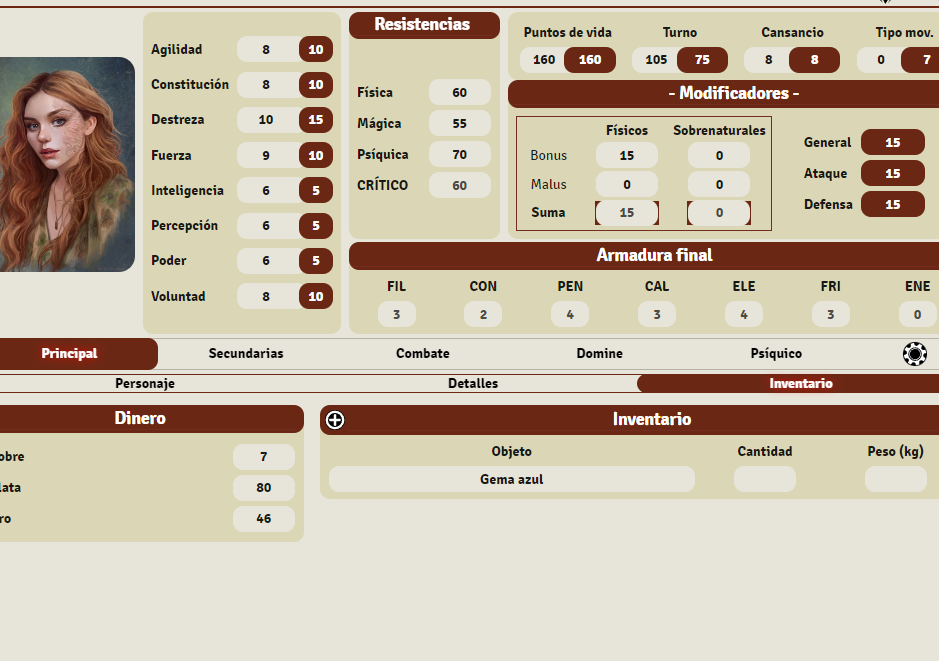 Resistencias
Puntos de vida Turno Cansancio Tipo mov.
160 160 105 75 8 8 0 7
Agilidad 8 10
Constitución 8 10
Destreza 10 15
Fuerza 9 10
Inteligencia 6 5
Percepción 6 5
Poder 6 5
Voluntad 8 10
Física 60
Mágica 55
Psíquica 70
CRÍTICO 60
- Modificadores -
Físicos Sobrenaturales
Bonus 15 0
Malus 0 0
Suma 15 0
General 15
Ataque 15
Defensa 15
Armadura final
FIL CON PEN CAL ELE FRI ENE
3 2 4 3 4 3 0
Principal Secundarias Combate Domine Psíquico
Personaje Detalles Inventario
Dinero
obre 7
lata 80
ro 46
Inventario
Objeto Cantidad Peso (kg)
Gema azul